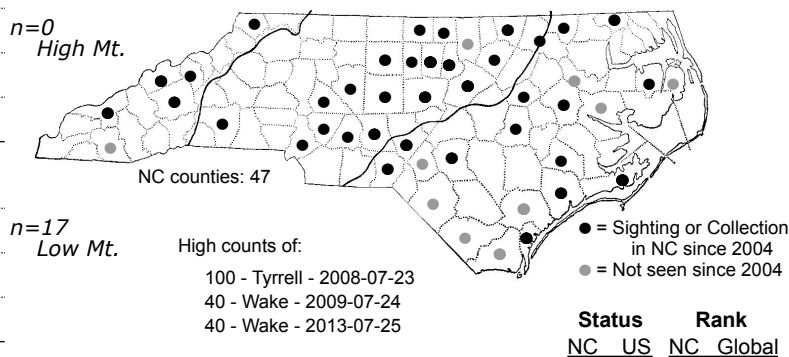 n=0
High Mt.
NC counties: 47
n=17
Low Mt.
High counts of:
100 - Tyrrell - 2008-07-23
40 - Wake - 2009-07-24
40 - Wake - 2013-07-25
● = Sighting or Collection
in NC since 2004
● = Not seen since 2004
Status Rank
NC US NC Global